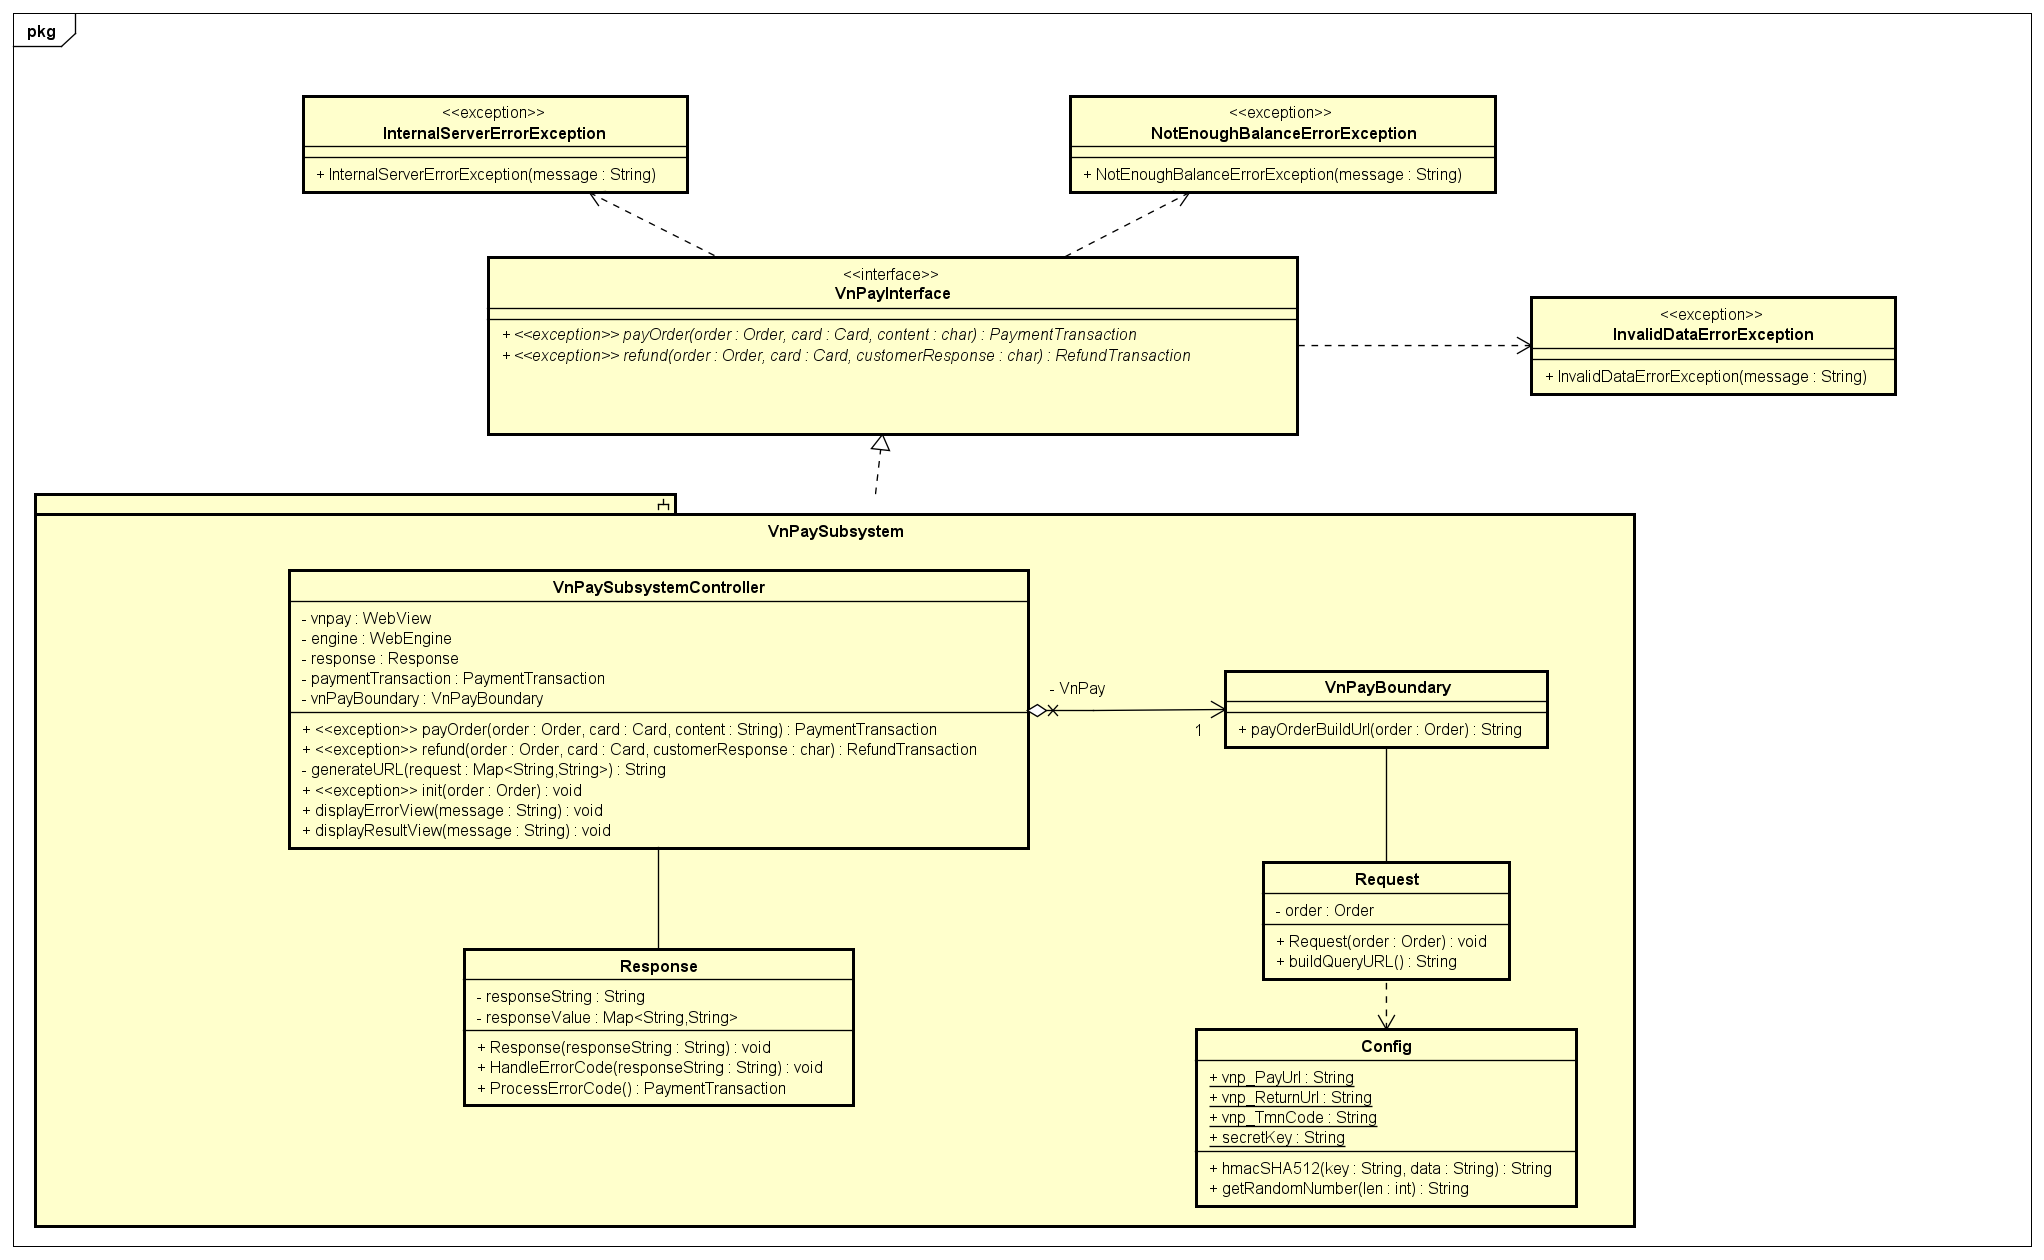 pkg
<<exception>>
InternalServerErrorException
+ InternalServerErrorException(message : String)
<<exception>>
NotEnoughBalanceErrorException
+ NotEnoughBalanceErrorException(message : String)
<<interface>>
VnPayInterface
+ <<exception>> payOrder(order : Order, card : Card, content : char) : PaymentTransaction
+ <<exception>> refund(order : Order, card : Card, customerResponse : char) : RefundTransaction
<<exception>>
InvalidDataErrorException
+ InvalidDataErrorException(message : String)
VnPaySubsystem
VnPaySubsystemController
- vnpay : WebView
- engine : WebEngine
- response : Response
- paymentTransaction : PaymentTransaction
- vnPayBoundary : VnPayBoundary
+ <<exception>> payOrder(order : Order, card : Card, content : String) : PaymentTransaction
+ <<exception>> refund(order : Order, card : Card, customerResponse : char) : RefundTransaction
- generateURL(request : Map<String,String>) : String
+ <<exception>> init(order : Order) : void
+ displayErrorView(message : String) : void
+ displayResultView(message : String) : void
- VnPay
1
VnPayBoundary
+ payOrderBuildUrl(order : Order) : String
Request
- order : Order
+ Request(order : Order) : void
+ buildQueryURL() : String
Response
- responseString : String
- responseValue : Map<String,String>
+ Response(responseString : String) : void
+ HandleErrorCode(responseString : String) : void
+ ProcessErrorCode() : PaymentTransaction
Config
+ vnp_PayUrl : String
+ vnp_ReturnUrl : String
+ vnp_TmnCode : String
+ secretKey : String
+ hmacSHA512(key : String, data : String) : String
+ getRandomNumber(len : int) : String